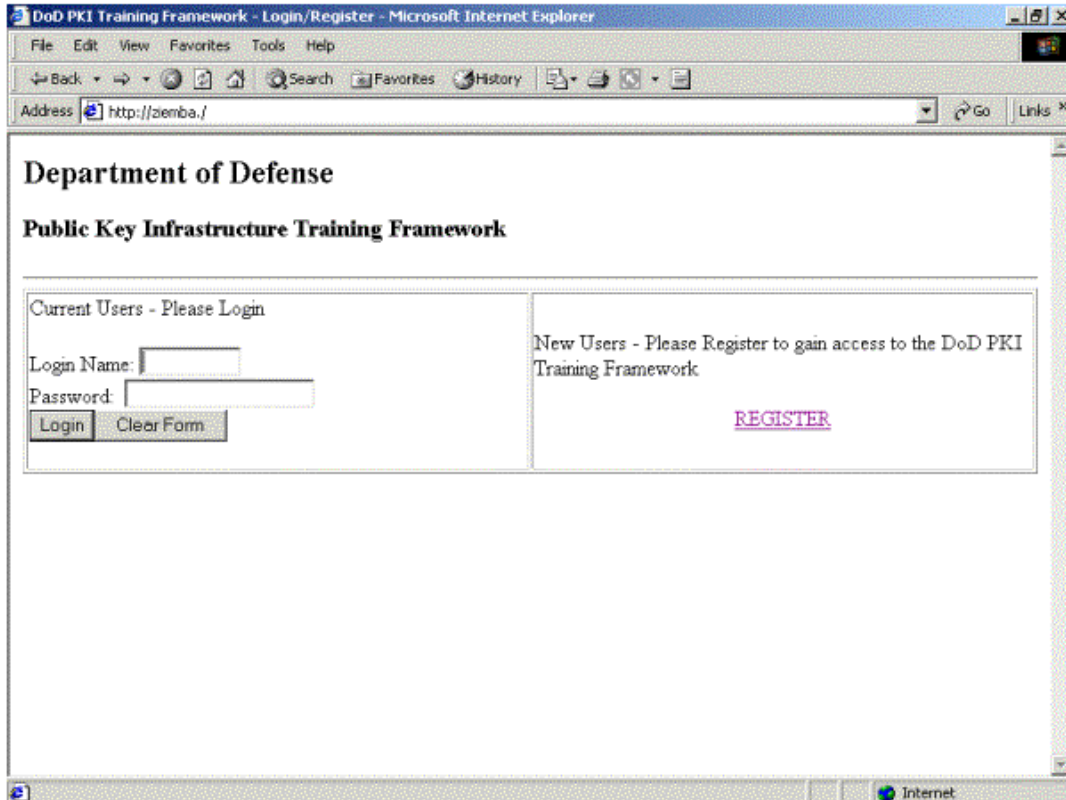 DoD PKI Training Framework - Login/Register - Microsoft Internet Explorer
File Edit View Favorites Tools Help
Back Search Favorites History
Address http://ziemba./ Go Links
Department of Defense
Public Key Infrastructure Training Framework
Current Users - Please Login
Login Name:
Password:
Login Clear Form
New Users - Please Register to gain access to the DoD PKI
Training Framework
REGISTER
Internet